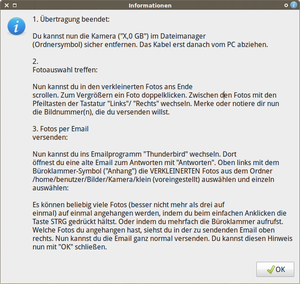 Informationen
1. Übertragung beendet:
Du kannst nun die Kamera ("X,0 GB") im Dateimanager
(Ordnersymbol) sicher entfernen. Das Kabel erst danach vom PC abziehen.
2.
Fotoauswahl treffen:
Nun kannst du in den verkleinerten Fotos ans Ende
scrollen. Zum Vergrößern ein Foto doppelklicken. Zwischen den Fotos mit den
Pfeiltasten der Tastatur "Links"/ "Rechts" wechseln. Merke oder notiere dir nun
die Bildnummer(n), die du versenden willst.
3. Fotos per Email
versenden:
Nun kannst du ins Emailprogramm "Thunderbird" wechseln. Dort
öffnest du eine alte Email zum Antworten mit "Antworten". Oben links mit dem
Büroklammer-Symbol ("Anhang") die VERKLEINERTEN Fotos aus dem Ordner
/home/benutzer/Bilder/Kamera/klein (voreingestellt) auswählen und einzeln
auswählen:
Es können beliebig viele Fotos (besser nicht mehr als drei auf
einmal) auf einmal angehangen werden, indem du beim einfachen Anklicken die
Taste STRG gedrückt hältst. Oder indem du mehrfach die Büroklammer aufrufst.
Welche Fotos du angehangen hast, siehst du in der zu sendenden Email oben
rechts. Nun kannst du die Email ganz normal versenden. Du kannst diesen Hinweis
nun mit "OK" schließen.
OK